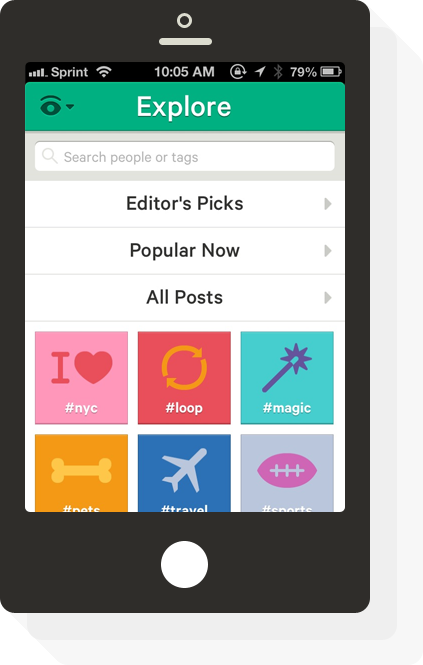 Sprint 10:05 AM 79%
Explore
Search people or tags
Editor's Picks
Popular Now
All Posts
I
#nyc #loop #magic
#pets #travel #sports